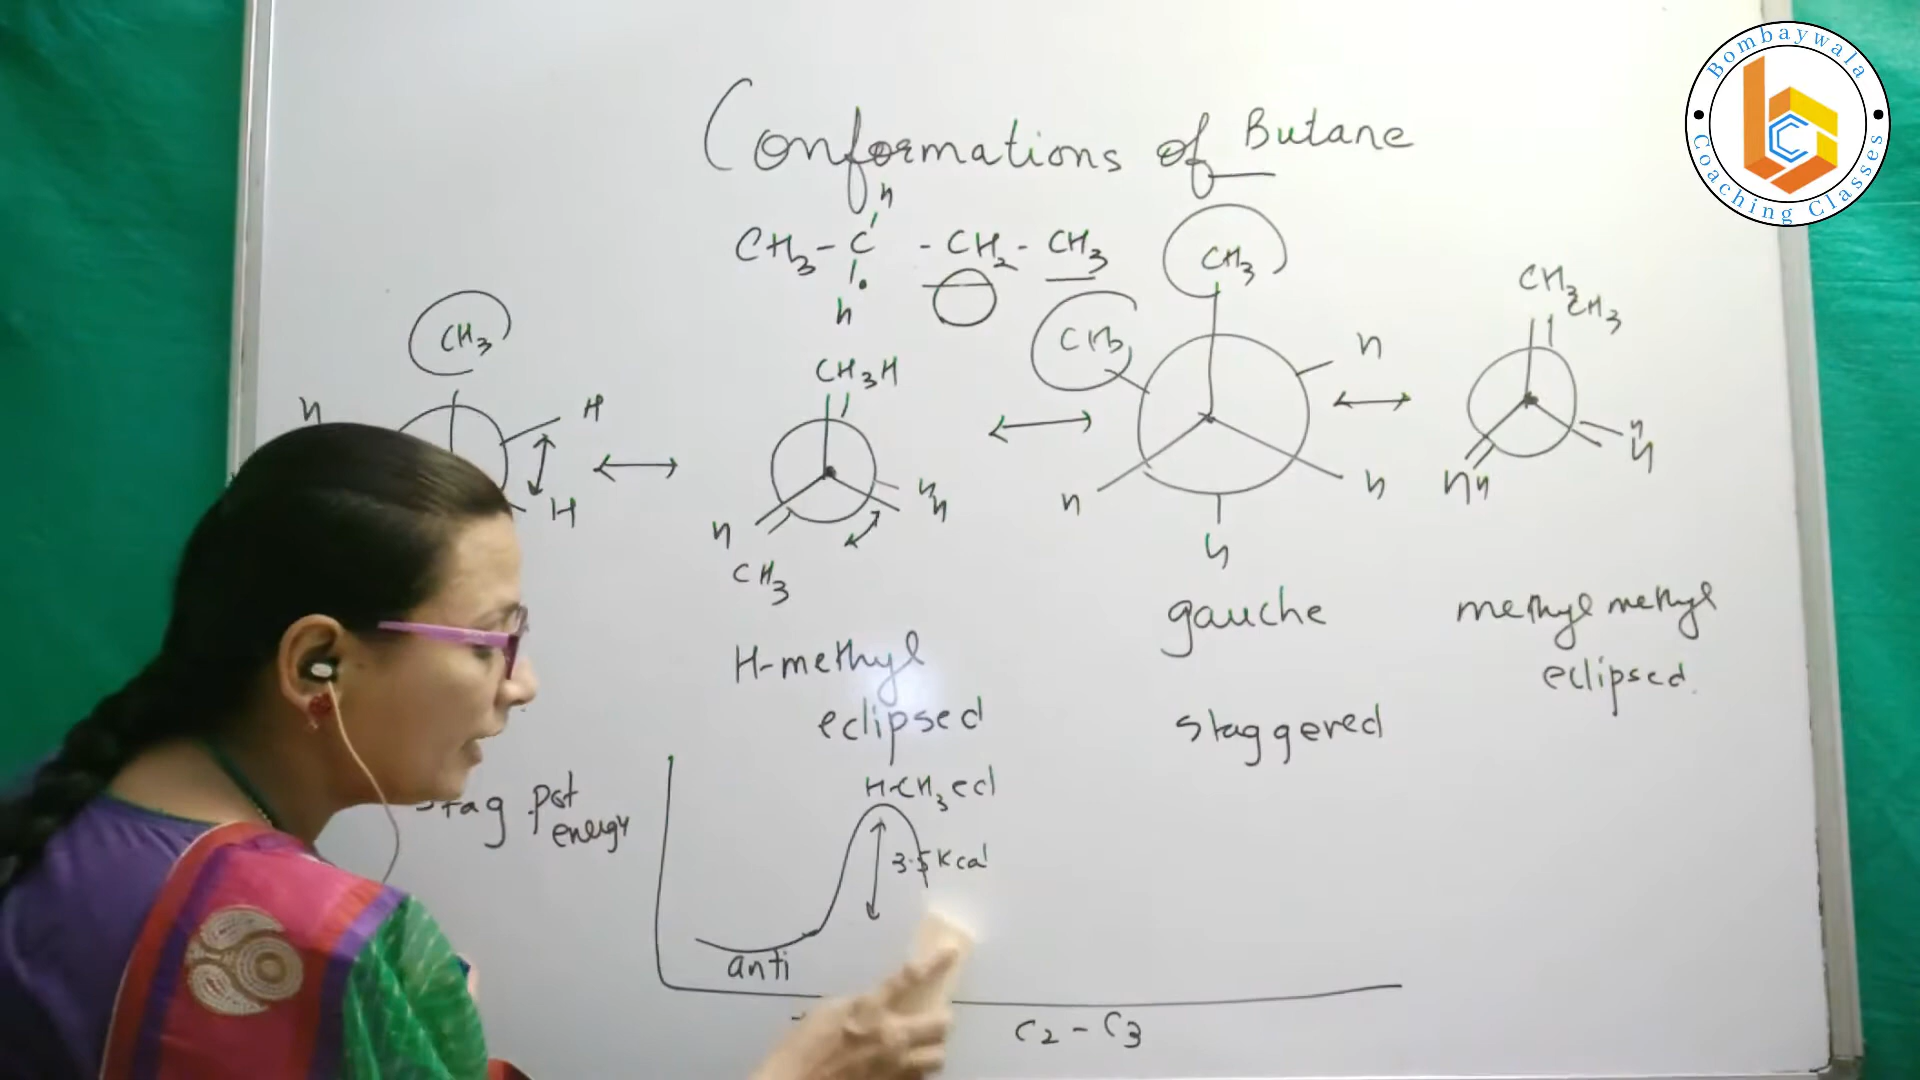 Bombaywala
Coaching Classes
Conformations of Butane
H
CH3 - C - CH2 - CH3
H
CH3
H
H
H
CH3 H
H
H
H
CH3
CH3
CH3
H
H
H
H
CH3
CH3
H
H
H H
H-methyl
eclipsed
gauche
staggered
methyl methyl
eclipsed.
stag
pot
energy
H-CH3 ecl
3.5 Kcal
anti
C2 - C3